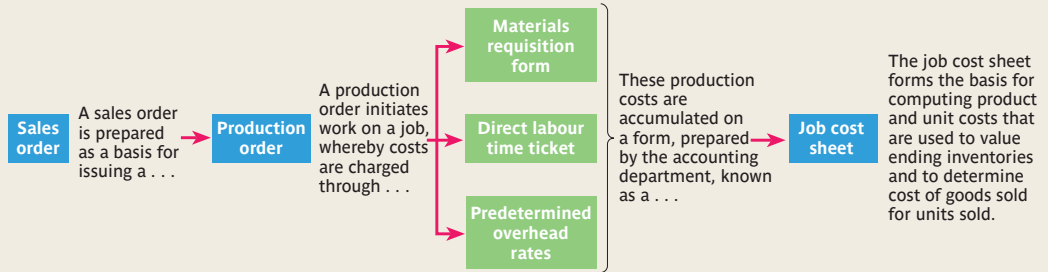 Sales
order
A sales order
is prepared
as a basis for
issuing a . . .
Production
order
A production
order initiates
work on a job,
whereby costs
are charged
through . . .
Materials
requisition
form
Direct labour
time ticket
Predetermined
overhead
rates
These production
costs are
accumulated on
a form, prepared
by the accounting
department, known
as a . . .
Job cost
sheet
The job cost sheet
forms the basis for
computing product
and unit costs that
are used to value
ending inventories
and to determine
cost of goods sold
for units sold.